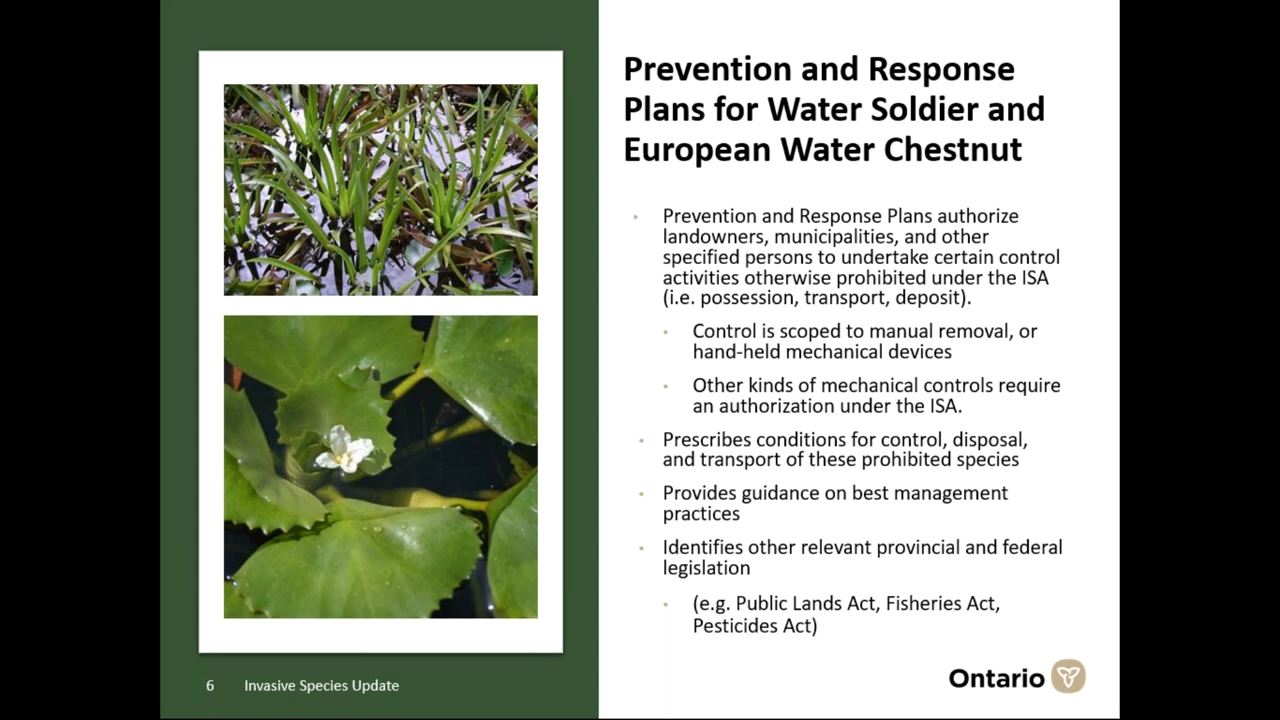 Prevention and Response
Plans for Water Soldier and
European Water Chestnut
• Prevention and Response Plans authorize
landowners, municipalities, and other
specified persons to undertake certain control
activities otherwise prohibited under the ISA
(i.e. possession, transport, deposit).
• Control is scoped to manual removal, or
hand-held mechanical devices
• Other kinds of mechanical controls require
an authorization under the ISA.
• Prescribes conditions for control, disposal,
and transport of these prohibited species
• Provides guidance on best management
practices
• Identifies other relevant provincial and federal
legislation
• (e.g. Public Lands Act, Fisheries Act,
Pesticides Act)
6 Invasive Species Update
Ontario